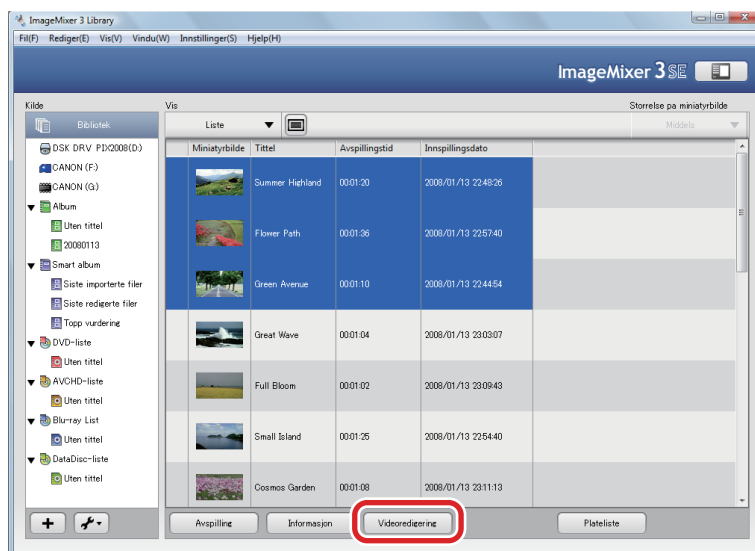 ImageMixer 3 Library
Fil(F) Rediger(E) Vis(V) Vindu(W) Innstillinger(S) Hjelp(H)
ImageMixer 3 SE
Kilde
Vis
Storrelse pa miniatyrbilde
Bibliotek
Liste
Middels
DSK DRV PIX2008(D:)
CANON (F:)
CANON (G:)
Album
Uten tittel
20080113
Smart album
Siste importerte filer
Siste redigerte filer
Topp vurdering
DVD-liste
Uten tittel
AVCHD-liste
Uten tittel
Blu-ray List
Uten tittel
DataDisc-liste
Uten tittel
Miniatyrbilde Tittel Avspillingstid Innspillingsdato
Summer Highland 00:01:20 2008/01/13 22:48:26
Flower Path 00:01:36 2008/01/13 22:57:40
Green Avenue 00:01:10 2008/01/13 22:44:54
Great Wave 00:01:04 2008/01/13 23:03:07
Full Bloom 00:01:02 2008/01/13 23:09:43
Small Island 00:01:25 2008/01/13 22:54:40
Cosmos Garden 00:01:08 2008/01/13 23:11:13
Avspilling Informasjon Videoredigering Plateliste